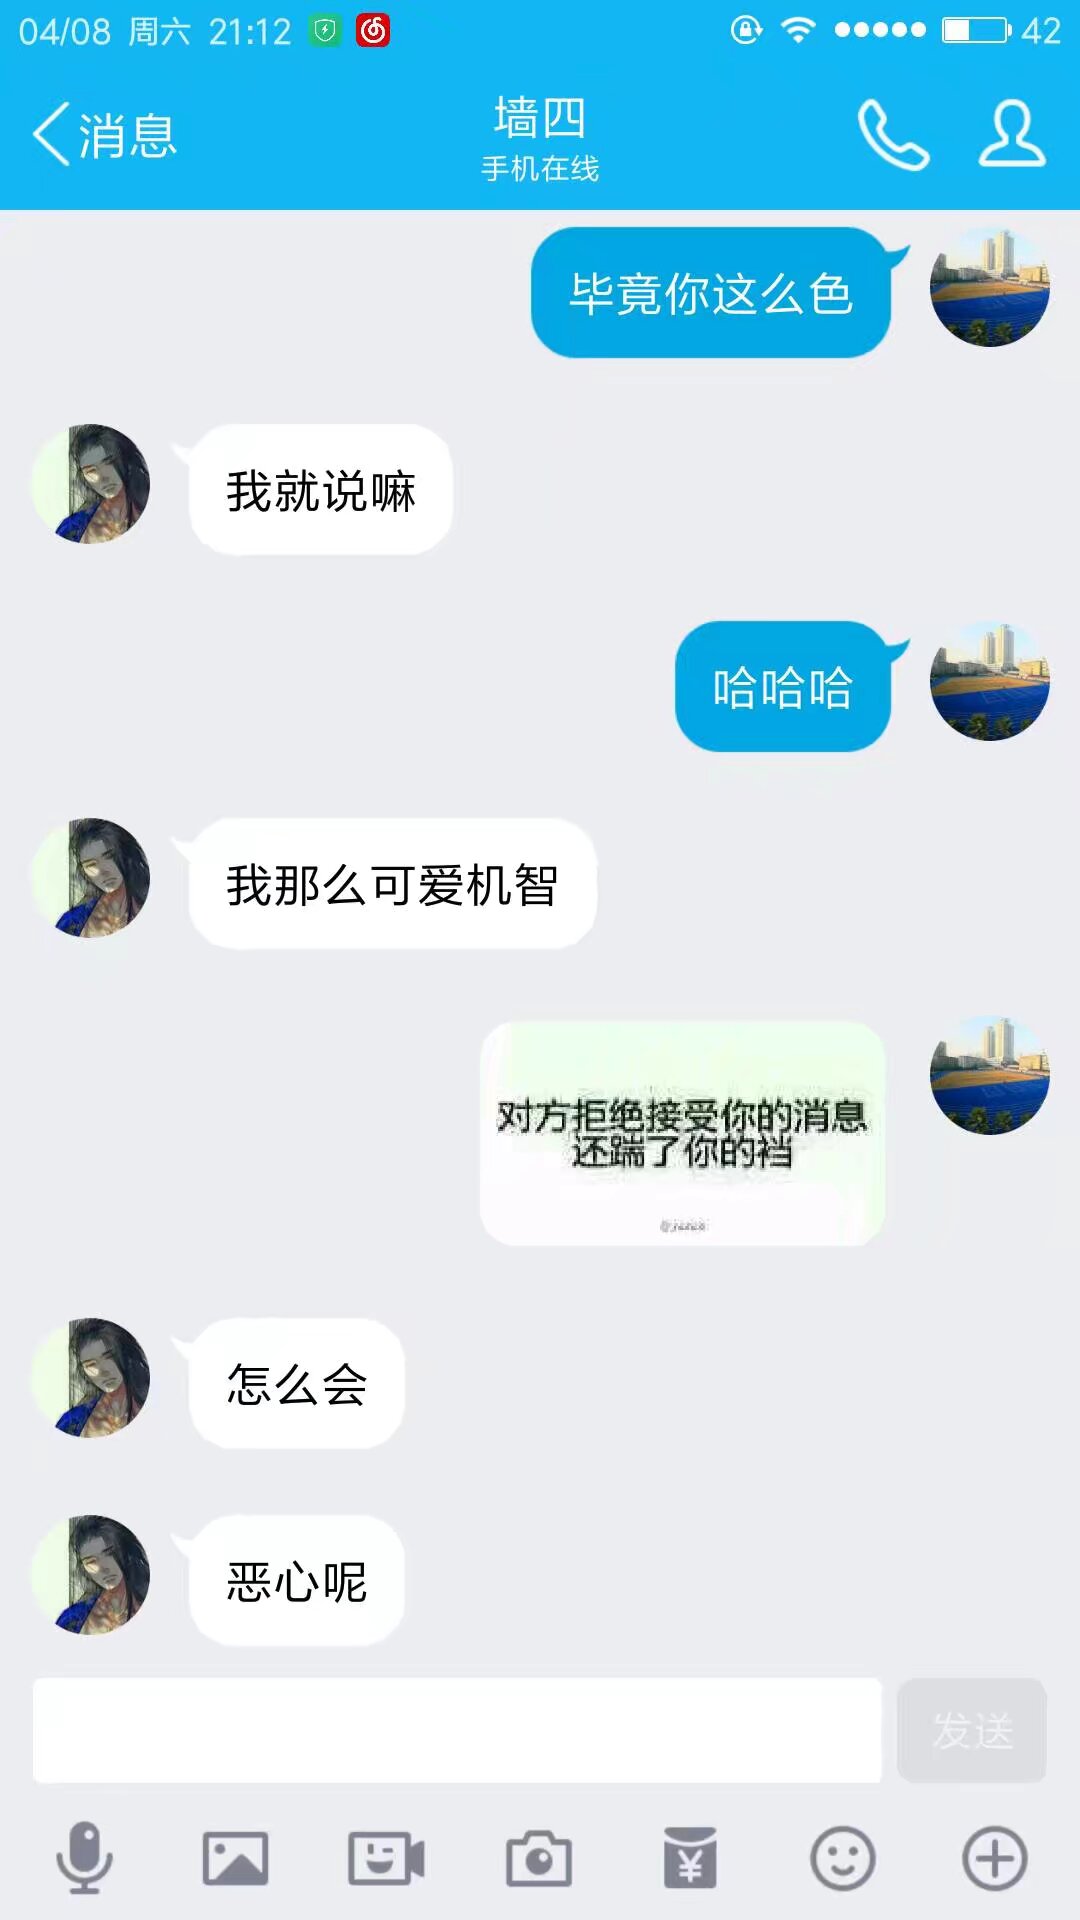 04/08 周六 21:12
42
消息
墙四
手机在线
毕竟你这么色
我就说嘛
哈哈哈
我那么可爱机智
对方拒绝接受你的消息
还踹了你的裆
怎么会
恶心呢
发送